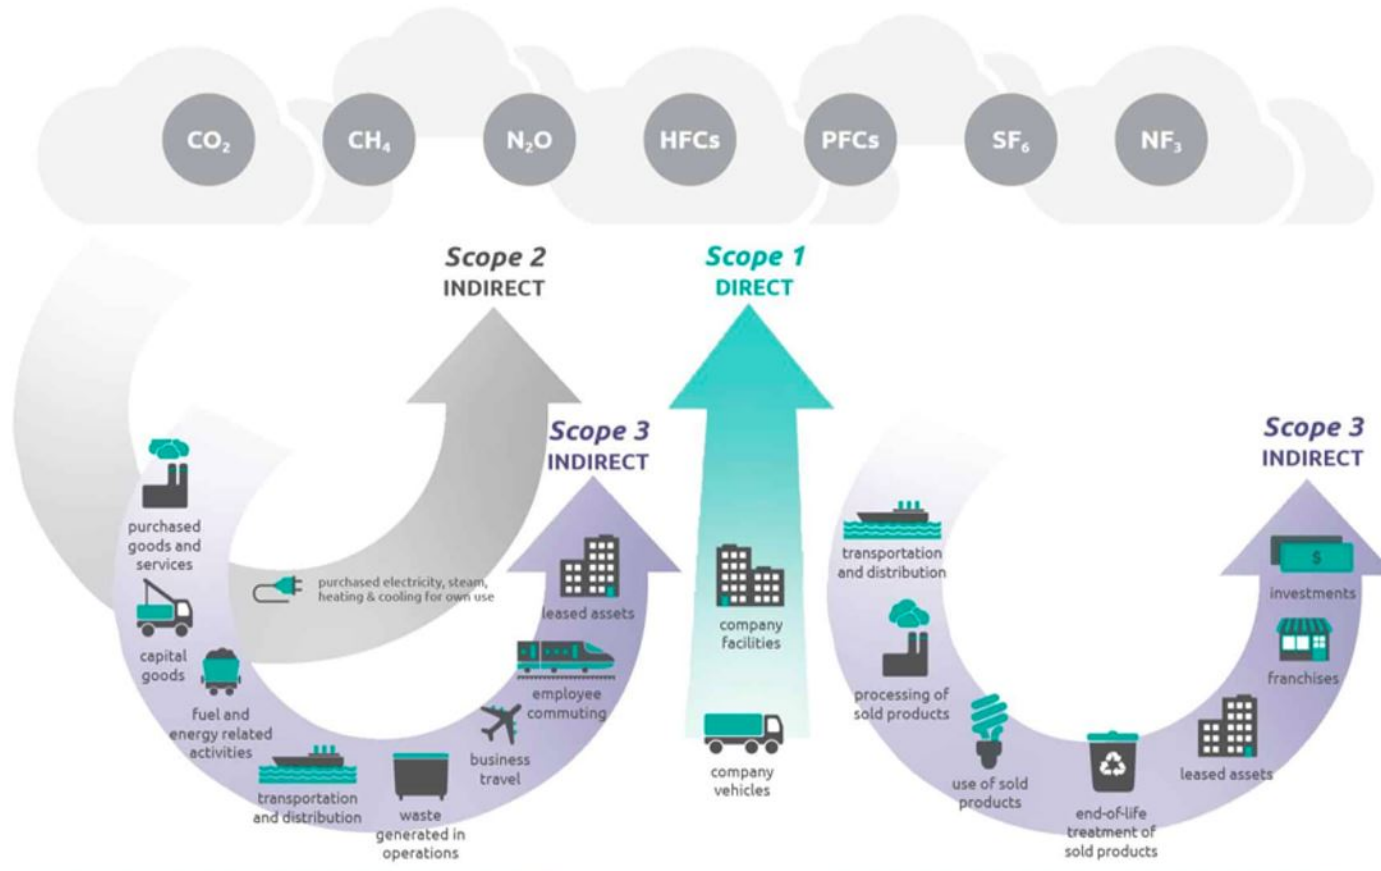 CO₂
CH₄
N₂O
HFCs
PFCs
SF₆
NF₃
Scope 2
INDIRECT
Scope 1
DIRECT
Scope 3
INDIRECT
Scope 3
INDIRECT
purchased
goods and
services
capital
goods
fuel and
energy related
activities
transportation
and distribution
waste
generated in
operations
business
travel
employee
commuting
leased assets
purchased electricity, steam,
heating & cooling for own use
company
facilities
company
vehicles
transportation
and distribution
processing of
sold products
use of sold
products
end-of-life
treatment of
sold products
leased assets
franchises
$
investments